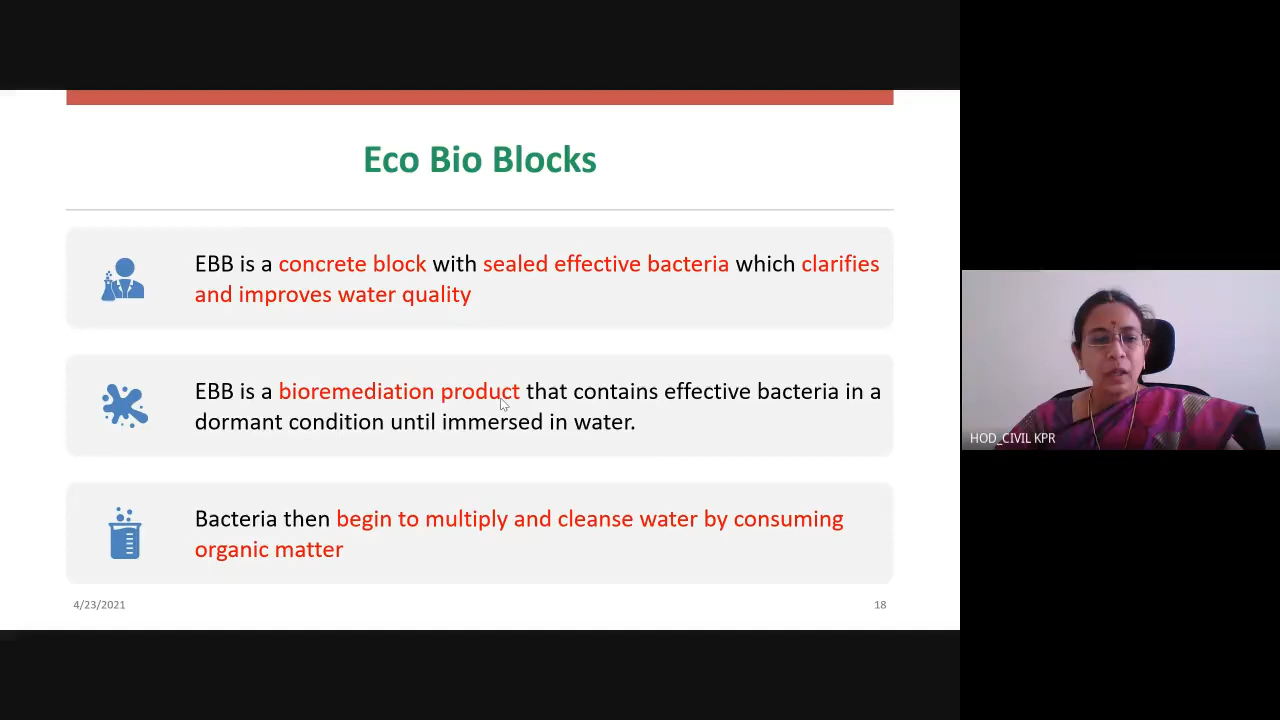 Eco Bio Blocks
EBB is a concrete block with sealed effective bacteria which clarifies
and improves water quality
EBB is a bioremediation product that contains effective bacteria in a
dormant condition until immersed in water.
Bacteria then begin to multiply and cleanse water by consuming
organic matter
4/23/2021
18
HOD_CIVIL KPR